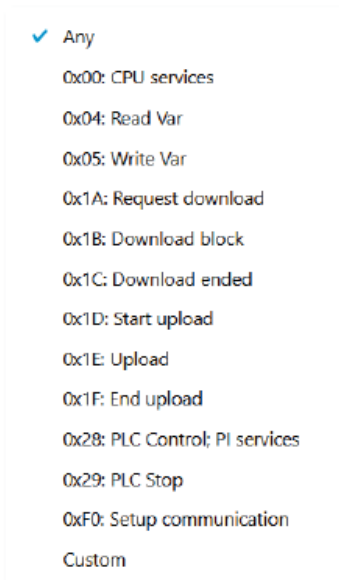 Any
0x00: CPU services
0x04: Read Var
0x05: Write Var
0x1A: Request download
0x1B: Download block
0x1C: Download ended
0x1D: Start upload
0x1E: Upload
0x1F: End upload
0x28: PLC Control; PI services
0x29: PLC Stop
0xF0: Setup communication
Custom